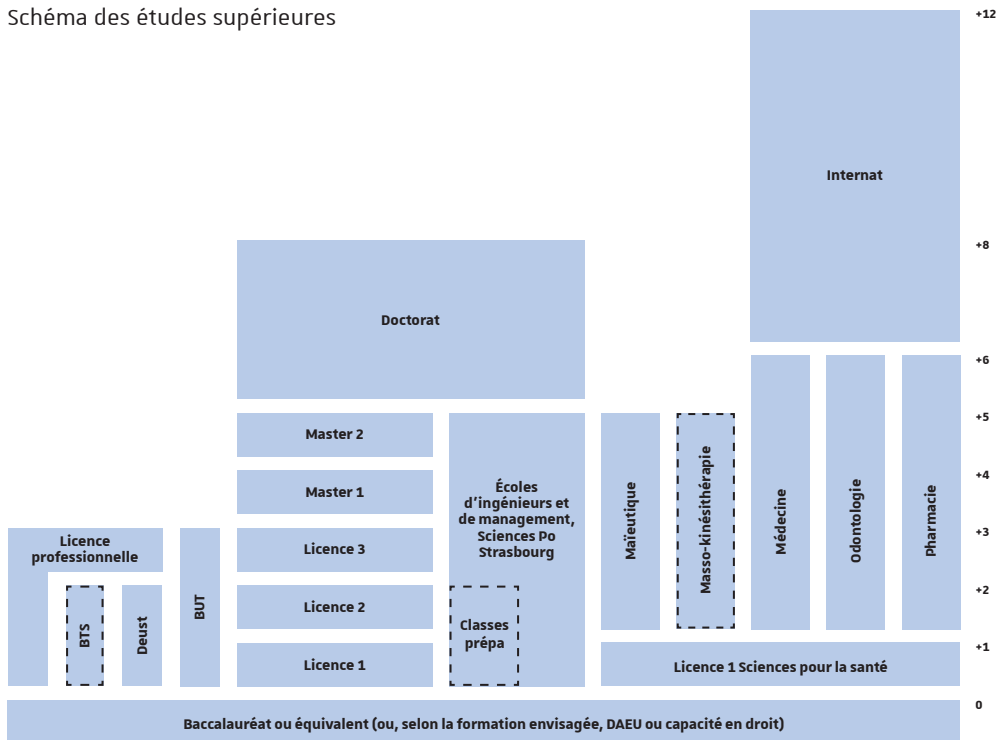 Schéma des études supérieures
+12
Internat
+8
Doctorat
+6
+5
Master 2
Master 1
Écoles
d'ingénieurs et
de management,
Sciences Po
Strasbourg
Maïeutique
Masso-kinésithérapie
Médecine
Odontologie
Pharmacie
+4
Licence
professionnelle
Licence 3
+3
BTS
Deust
BUT
Licence 2
Classes
prépa
+2
Licence 1
Licence 1 Sciences pour la santé
+1
0
Baccalauréat ou équivalent (ou, selon la formation envisagée, DAEU ou capacité en droit)